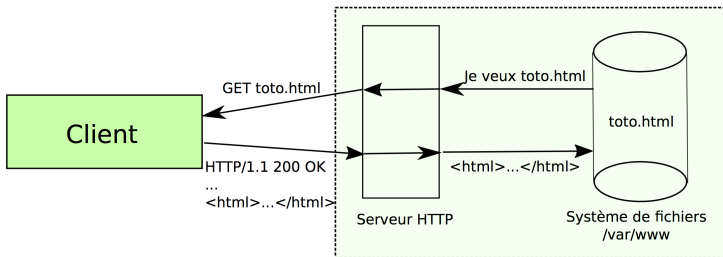 Client
GET toto.html
HTTP/1.1 200 OK
...
<html>...</html>
Serveur HTTP
Je veux toto.html
<html>...</html>
toto.html
Système de fichiers
/var/www